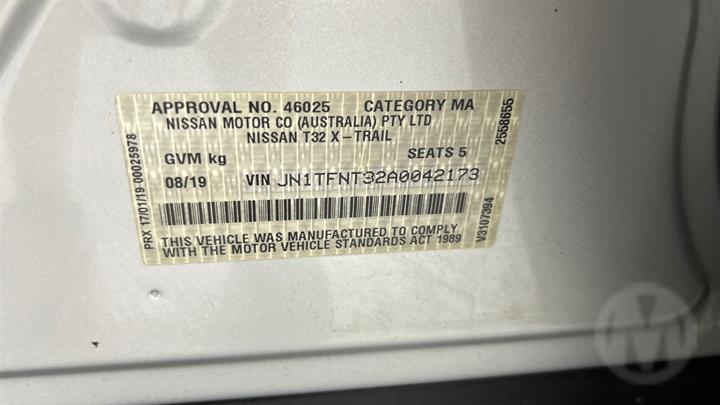 APPROVAL NO. 46025 CATEGORY MA
NISSAN MOTOR CO (AUSTRALIA) PTY LTD
NISSAN T32 X-TRAIL
GVM kg SEATS 5
08/19 VIN JN1TFNT32A0042173
THIS VEHICLE WAS MANUFACTURED TO COMPLY
WITH THE MOTOR VEHICLE STANDARDS ACT 1989
PRX 17/01/19 00025978
2558655
V3107394
M